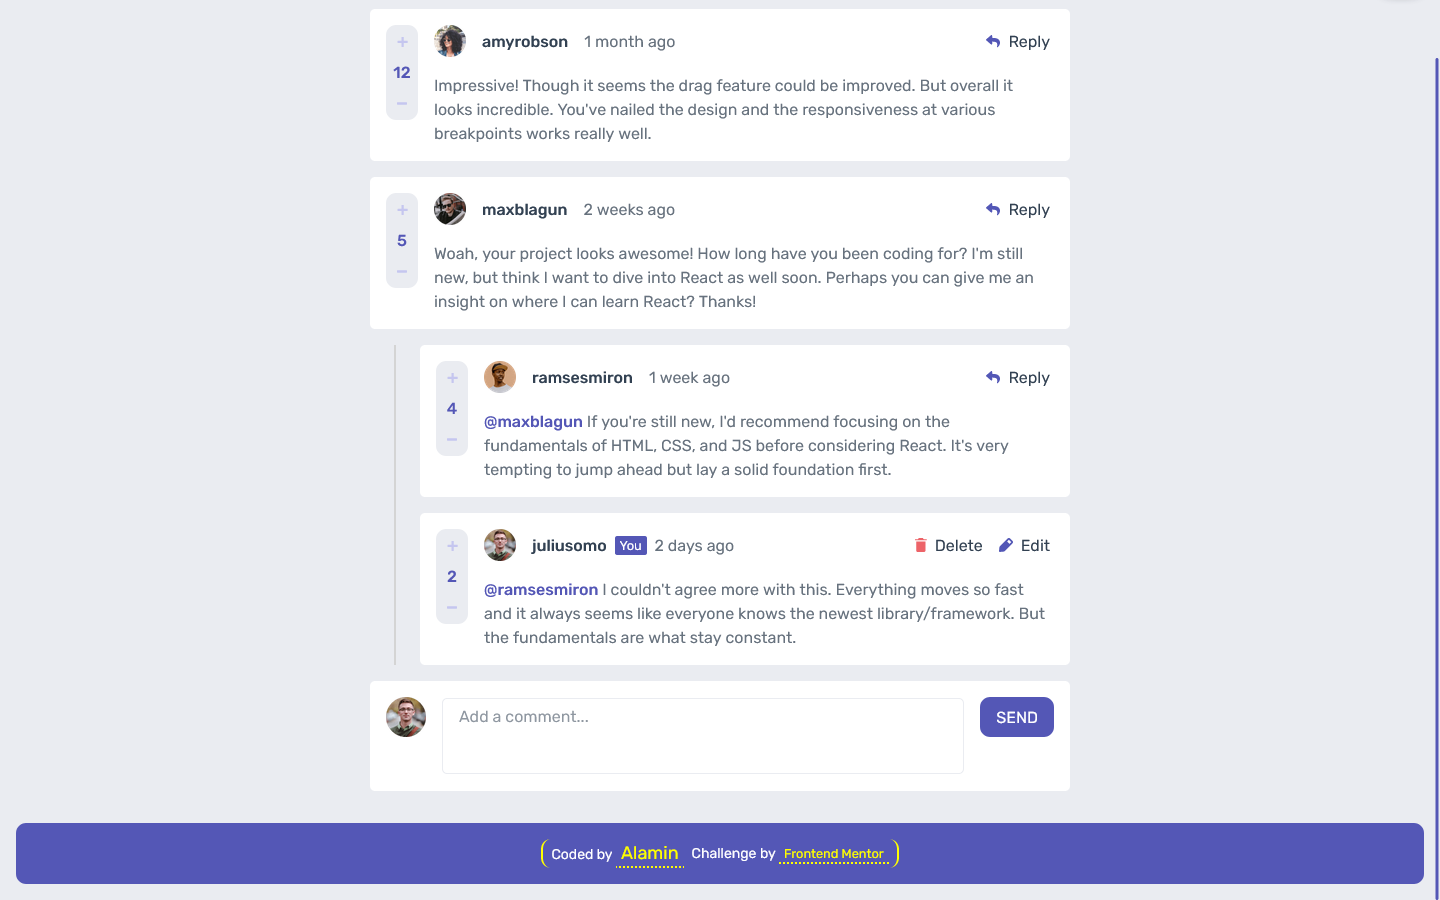 +
12
−
amyrobson 1 month ago Reply
Impressive! Though it seems the drag feature could be improved. But overall it
looks incredible. You've nailed the design and the responsiveness at various
breakpoints works really well.
+
5
−
maxblagun 2 weeks ago Reply
Woah, your project looks awesome! How long have you been coding for? I'm still
new, but think I want to dive into React as well soon. Perhaps you can give me an
insight on where I can learn React? Thanks!
+
4
−
ramsesmiron 1 week ago Reply
@maxblagun If you're still new, I'd recommend focusing on the
fundamentals of HTML, CSS, and JS before considering React. It's very
tempting to jump ahead but lay a solid foundation first.
+
2
−
juliusomo You 2 days ago Delete Edit
@ramsesmiron I couldn't agree more with this. Everything moves so fast
and it always seems like everyone knows the newest library/framework. But
the fundamentals are what stay constant.
Add a comment... SEND
Coded by Alamin Challenge by Frontend Mentor